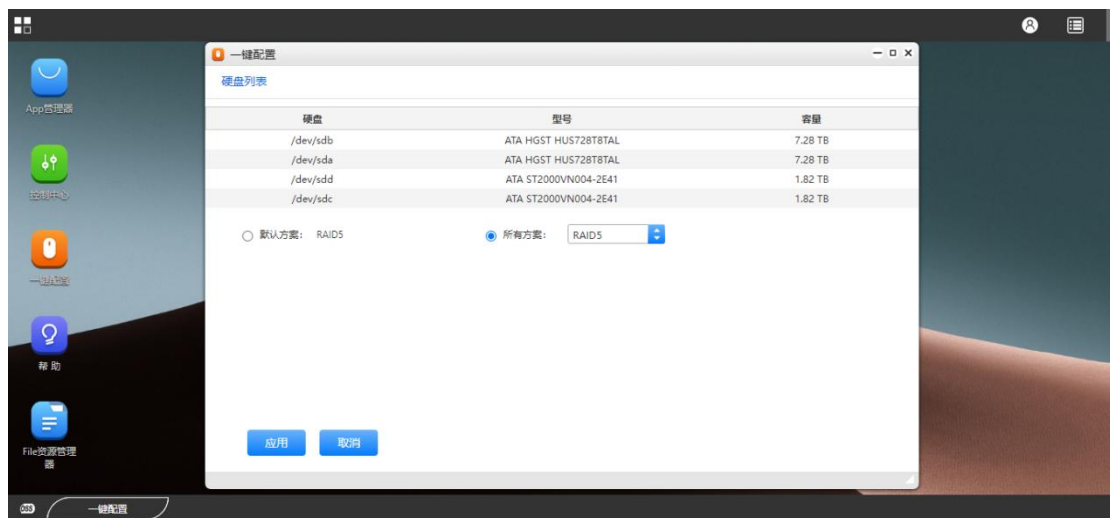 一键配置
硬盘列表
App管理器
硬盘 型号 容量
/dev/sdb ATA HGST HUS728T8TAL 7.28 TB
/dev/sda ATA HGST HUS728T8TAL 7.28 TB
/dev/sdd ATA ST2000VN004-2E41 1.82 TB
/dev/sdc ATA ST2000VN004-2E41 1.82 TB
控制中心
默认方案： RAID5 所有方案： RAID5
一键配置
帮 助
File资源管理
器
应用 取消
一键配置